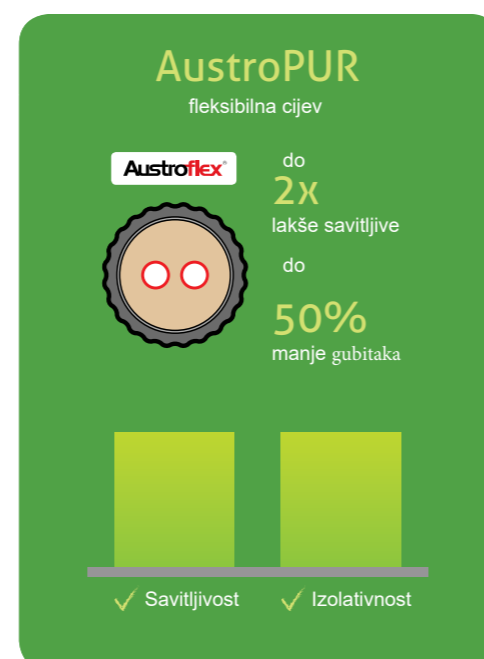 AustroPUR
fleksibilna cijev
Austroflex®
do
2x
lakše savitljive
do
50%
manje gubitaka
Savitljivost
Izolativnost